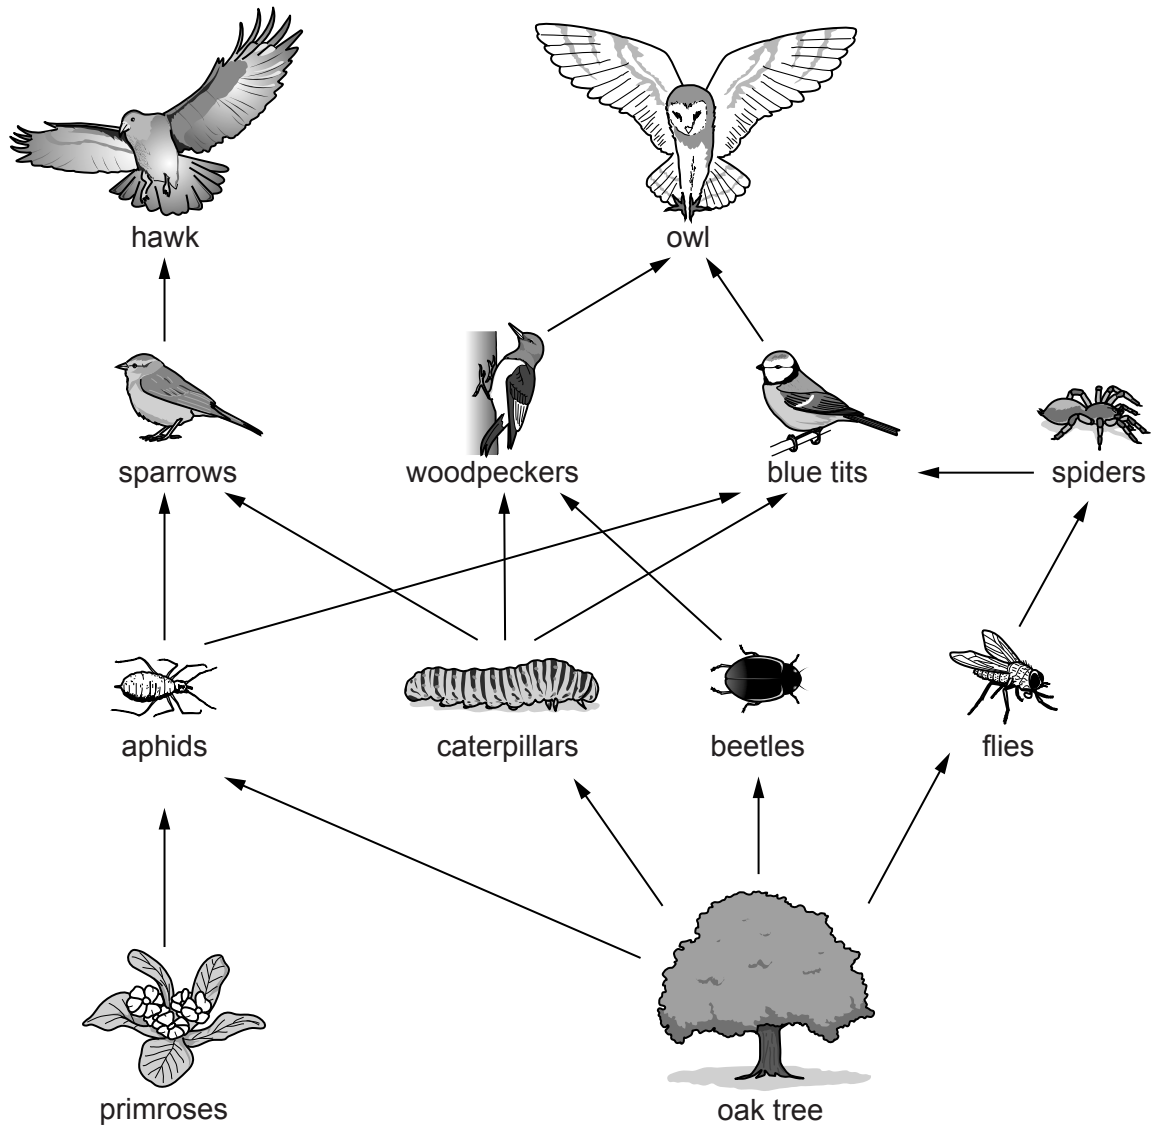 hawk
owl
sparrows
woodpeckers
blue tits
spiders
aphids
caterpillars
beetles
flies
primroses
oak tree